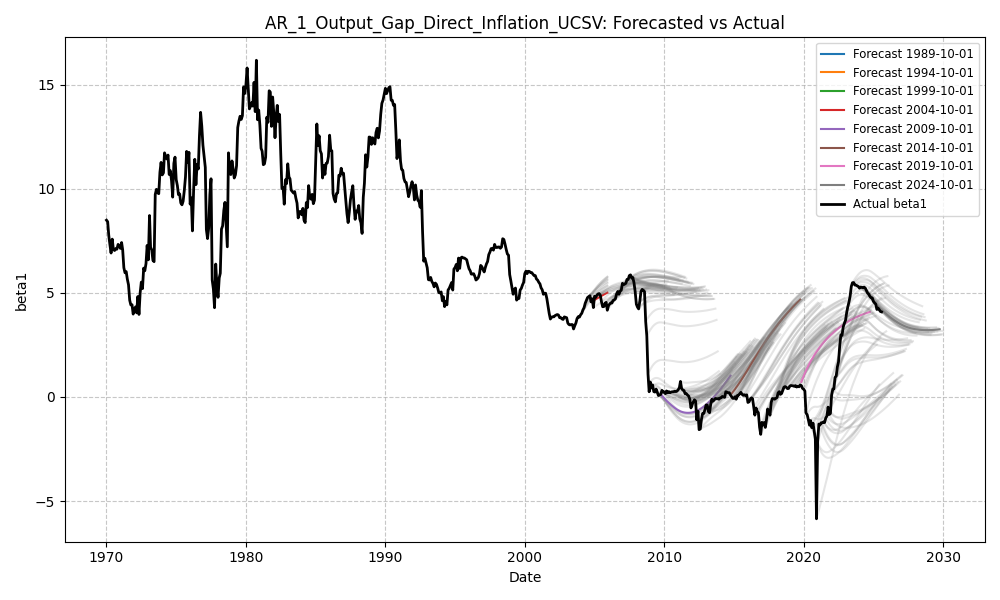 AR_1_Output_Gap_Direct_Inflation_UCSV: Forecasted vs Actual
Forecast 1989-10-01
Forecast 1994-10-01
Forecast 1999-10-01
Forecast 2004-10-01
Forecast 2009-10-01
Forecast 2014-10-01
Forecast 2019-10-01
Forecast 2024-10-01
Actual beta1
beta1
15
10
5
0
−5
1970 1980 1990 2000 2010 2020 2030
Date